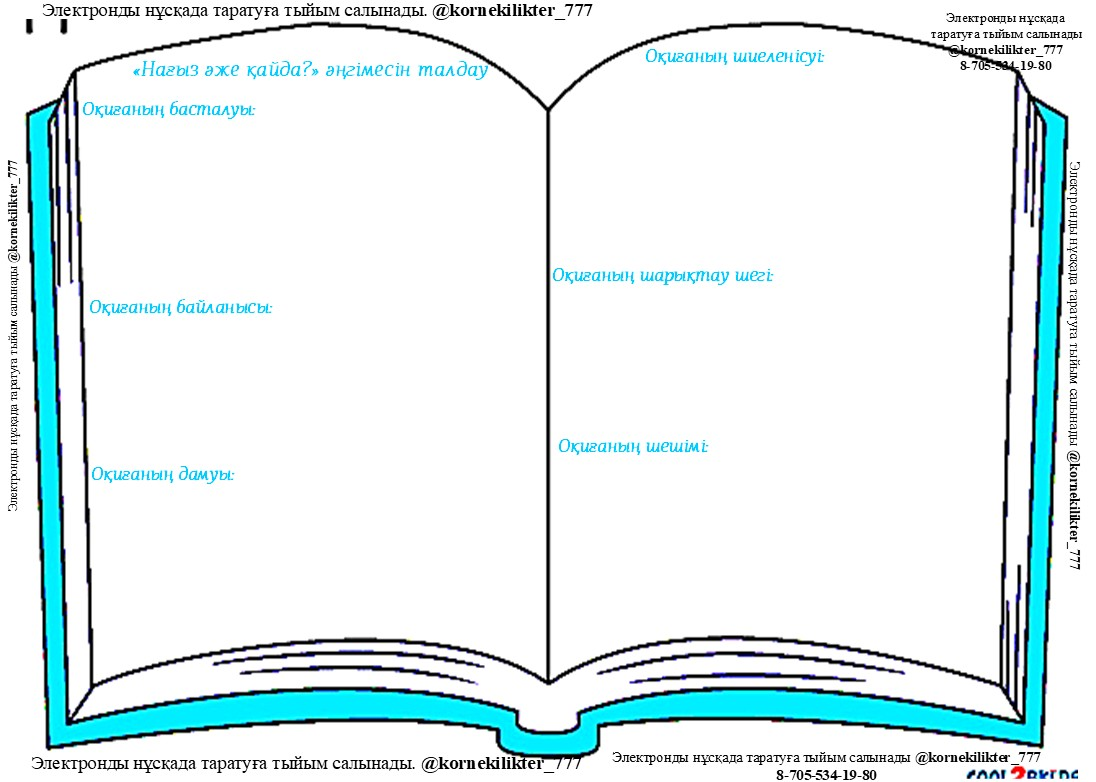 Электронды нұсқада таратуға тыйым салынады. @kornekilikter_777
Электронды нұсқада
таратуға тыйым салынады
@kornekilikter_777
8-705-534-19-80
«Нағыз әже қайда?» әңгімесін талдау
Оқиғаның басталуы:
Оқиғаның байланысы:
Оқиғаның дамуы:
Оқиғаның шиеленісуі:
Оқиғаның шарықтау шегі:
Оқиғаның шешімі:
Электронды нұсқада таратуға тыйым салынады @kornekilikter_777
Электронды нұсқада таратуға тыйым салынады @kornekilikter_777
Электронды нұсқада таратуға тыйым салынады. @kornekilikter_777
Электронды нұсқада таратуға тыйым салынады @kornekilikter_777
8-705-534-19-80